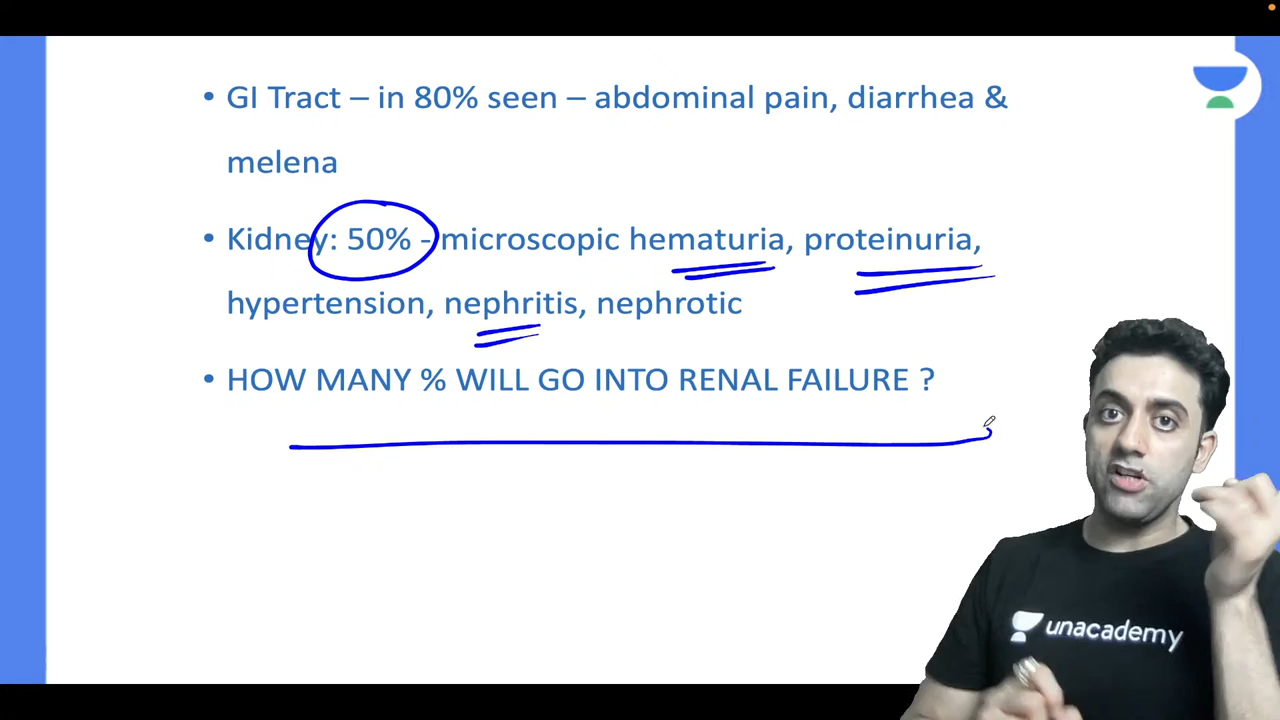 • GI Tract – in 80% seen – abdominal pain, diarrhea &
melena
• Kidney: 50% - microscopic hematuria, proteinuria,
hypertension, nephritis, nephrotic
• HOW MANY % WILL GO INTO RENAL FAILURE ?
unacademy